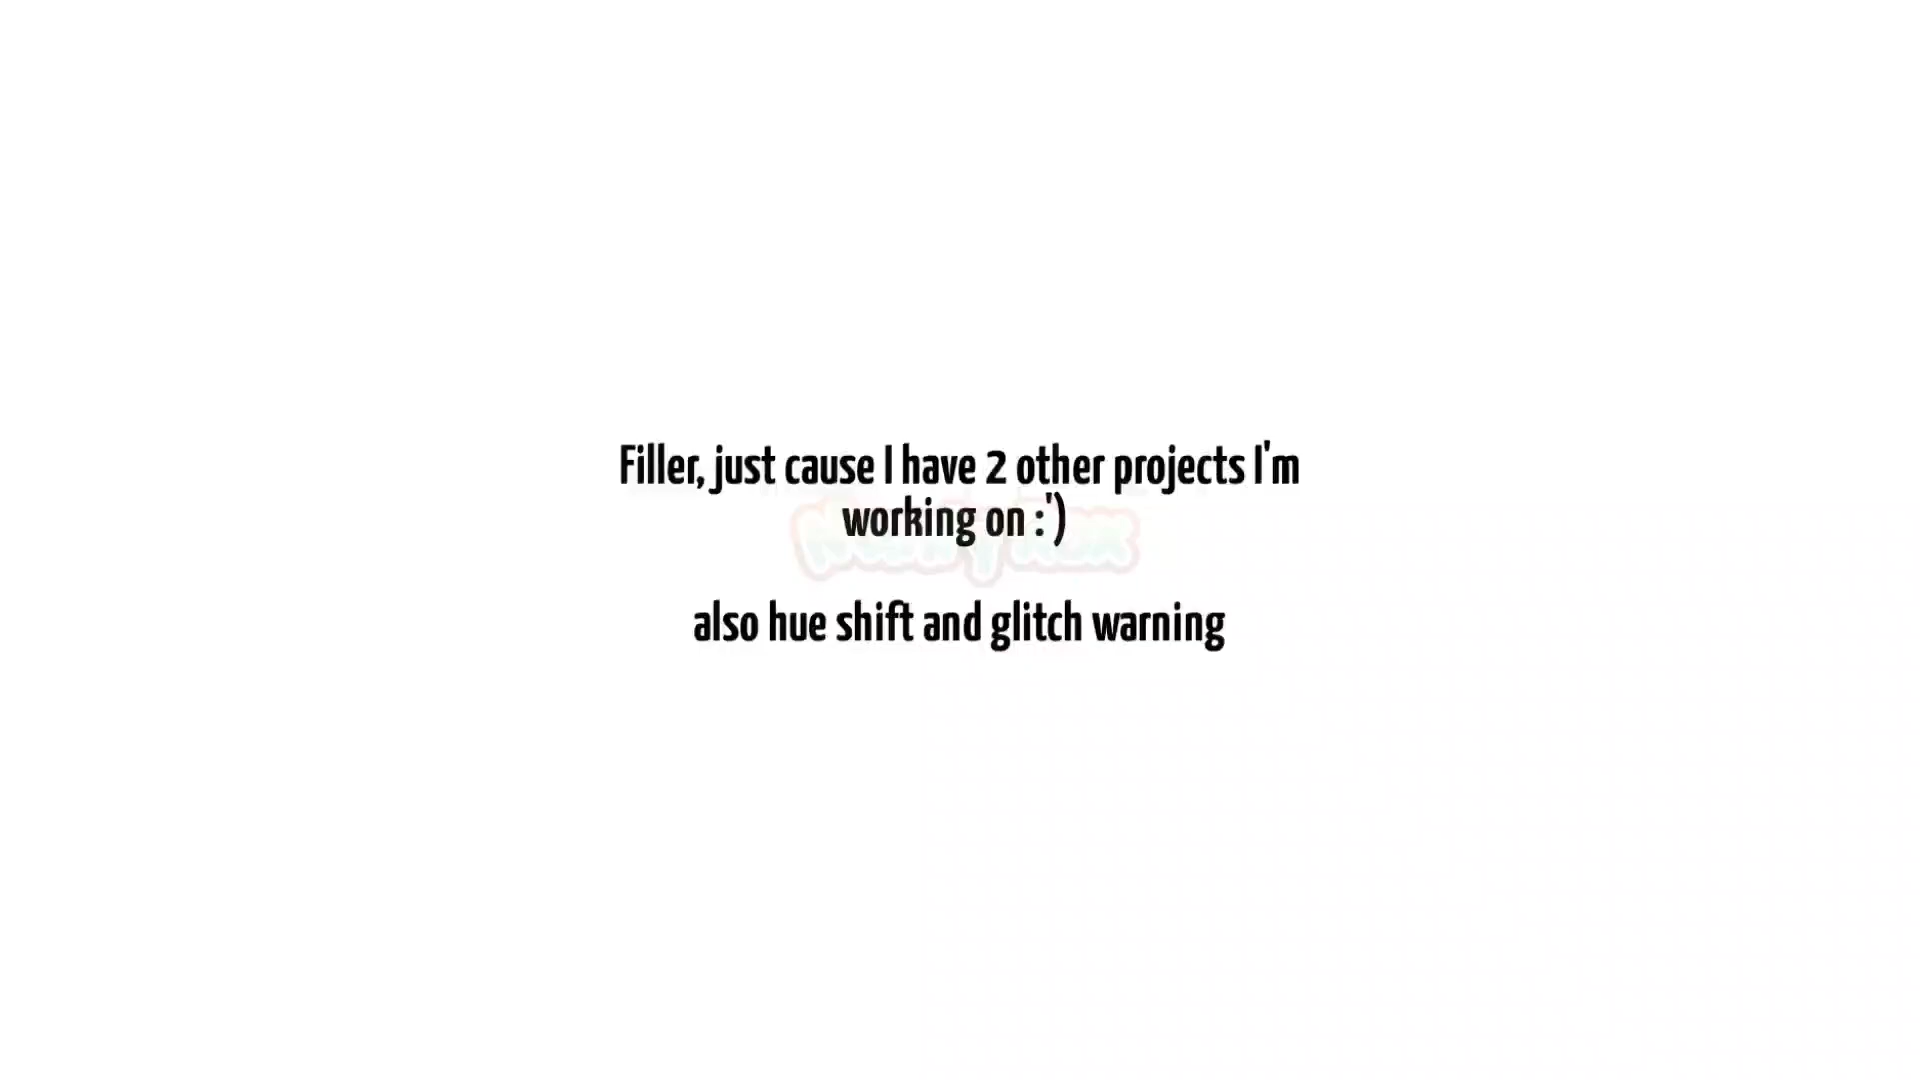 Filler, just cause I have 2 other projects I'm
working on :')
also hue shift and glitch warning